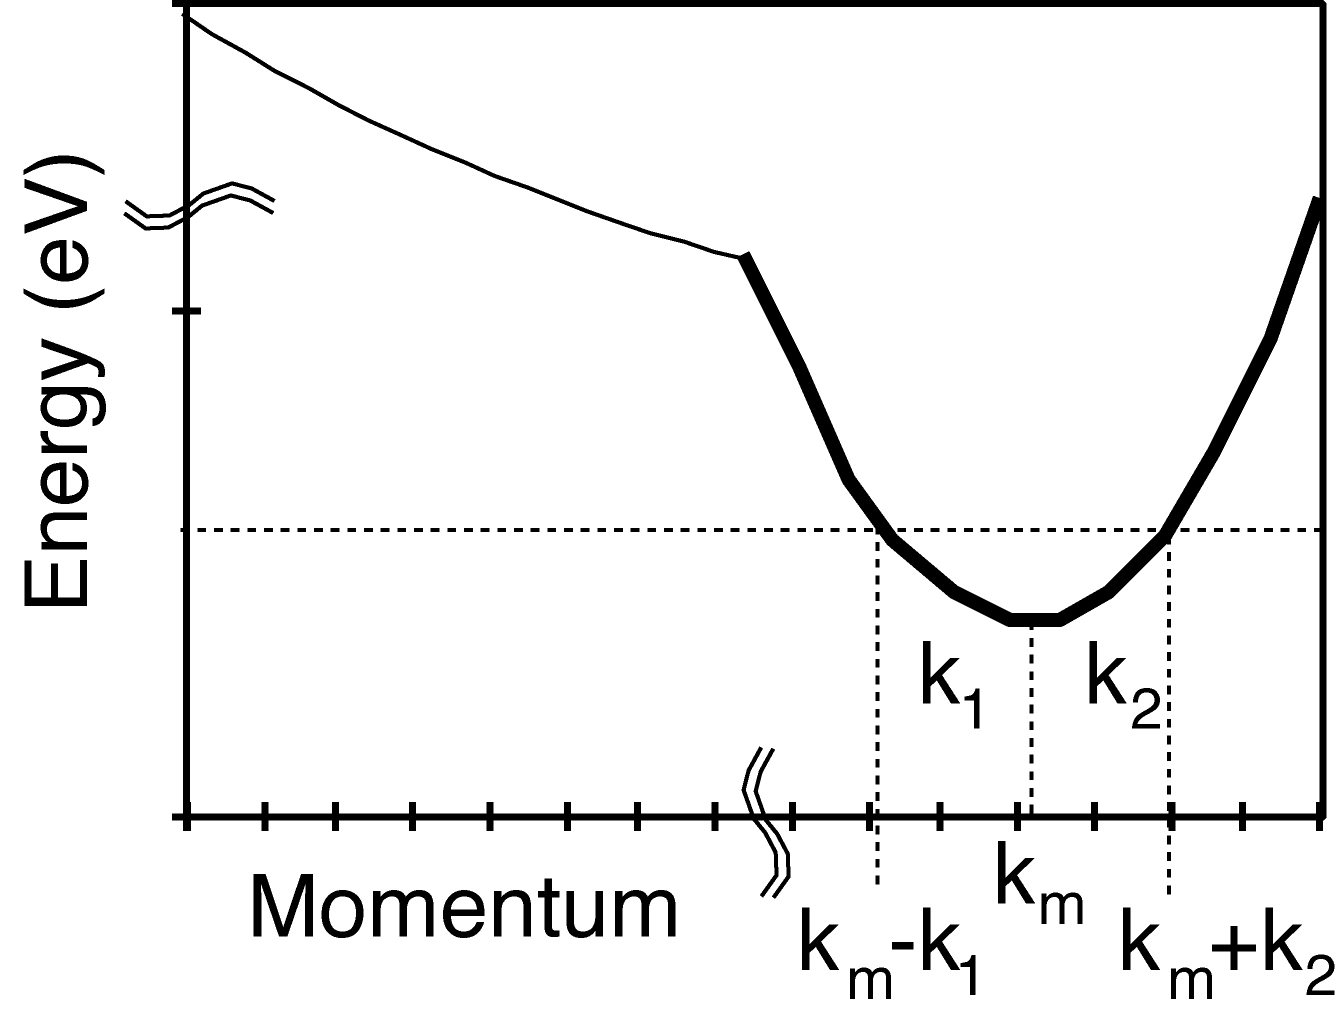 Energy (eV)
k₁
k₂
Momentum
kₘ
kₘ-k₁
kₘ+k₂